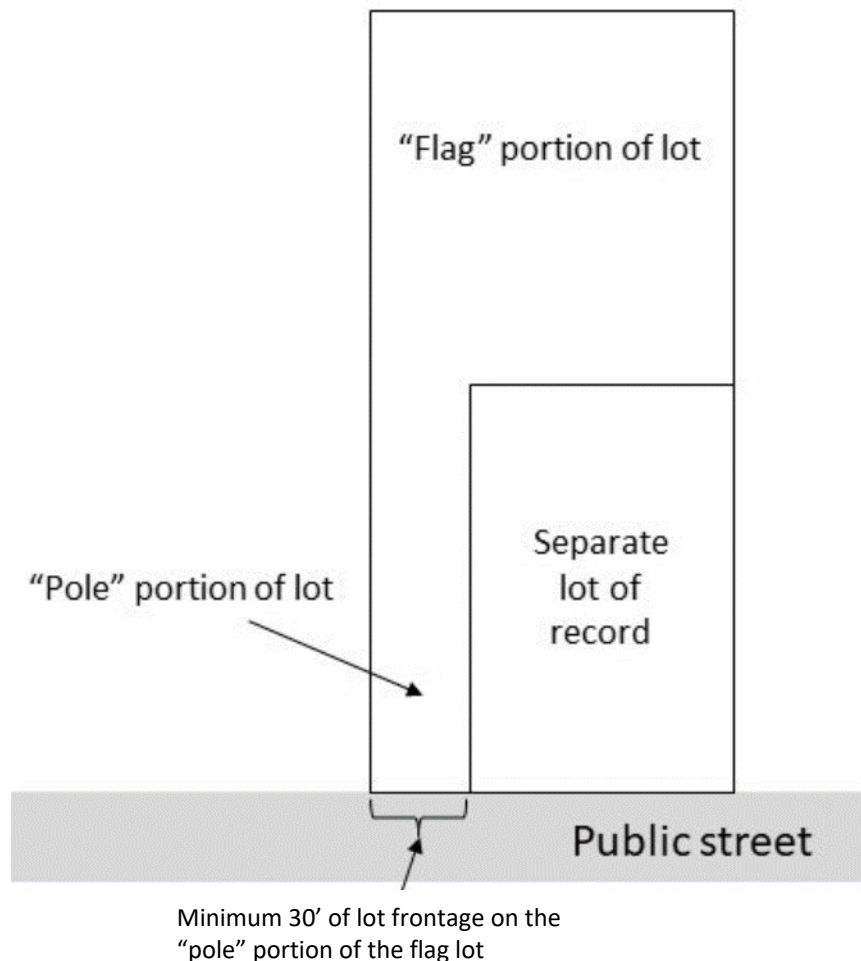 “Flag” portion of lot
Separate
lot of
record
“Pole” portion of lot
Public street
Minimum 30’ of lot frontage on the
“pole” portion of the flag lot